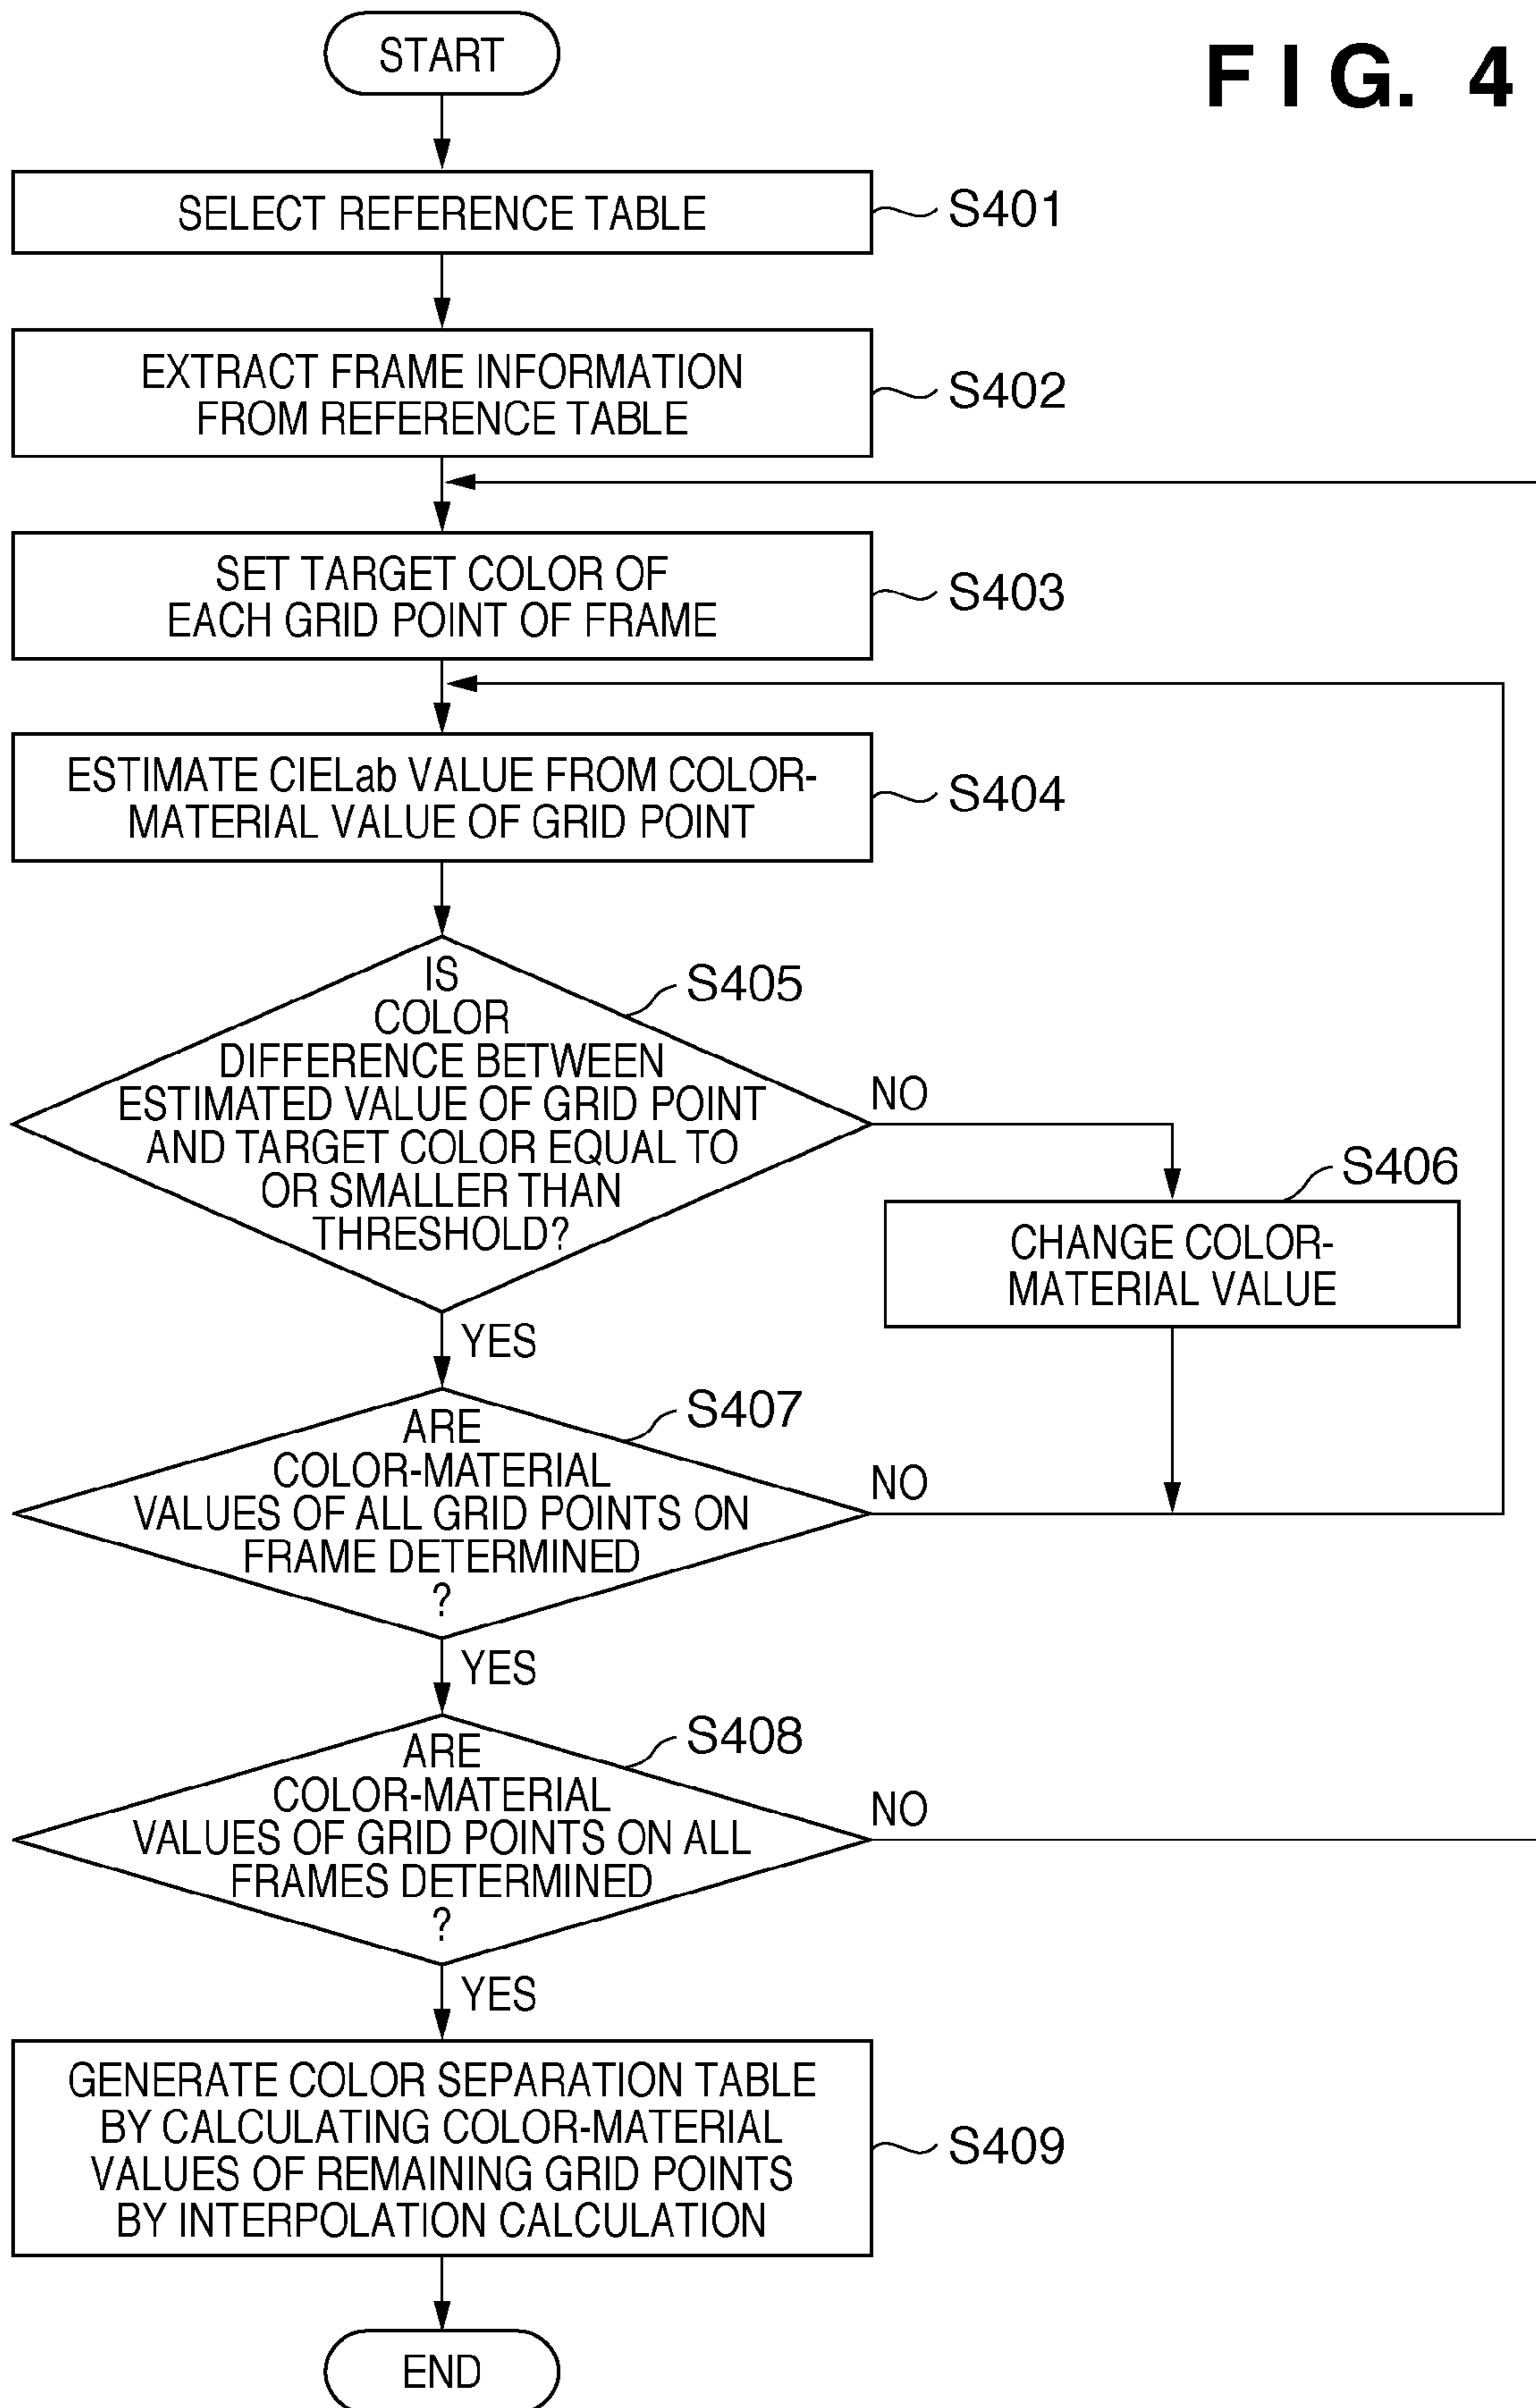 START
FIG. 4
SELECT REFERENCE TABLE
S401
EXTRACT FRAME INFORMATION
FROM REFERENCE TABLE
S402
SET TARGET COLOR OF
EACH GRID POINT OF FRAME
S403
ESTIMATE CIELab VALUE FROM COLOR-
MATERIAL VALUE OF GRID POINT
S404
IS
COLOR
DIFFERENCE BETWEEN
ESTIMATED VALUE OF GRID POINT
AND TARGET COLOR EQUAL TO
OR SMALLER THAN
THRESHOLD?
S405
NO
S406
CHANGE COLOR-
MATERIAL VALUE
YES
ARE
COLOR-MATERIAL
VALUES OF ALL GRID POINTS ON
FRAME DETERMINED
?
S407
NO
YES
ARE
COLOR-MATERIAL
VALUES OF GRID POINTS ON ALL
FRAMES DETERMINED
?
S408
NO
YES
GENERATE COLOR SEPARATION TABLE
BY CALCULATING COLOR-MATERIAL
VALUES OF REMAINING GRID POINTS
BY INTERPOLATION CALCULATION
S409
END